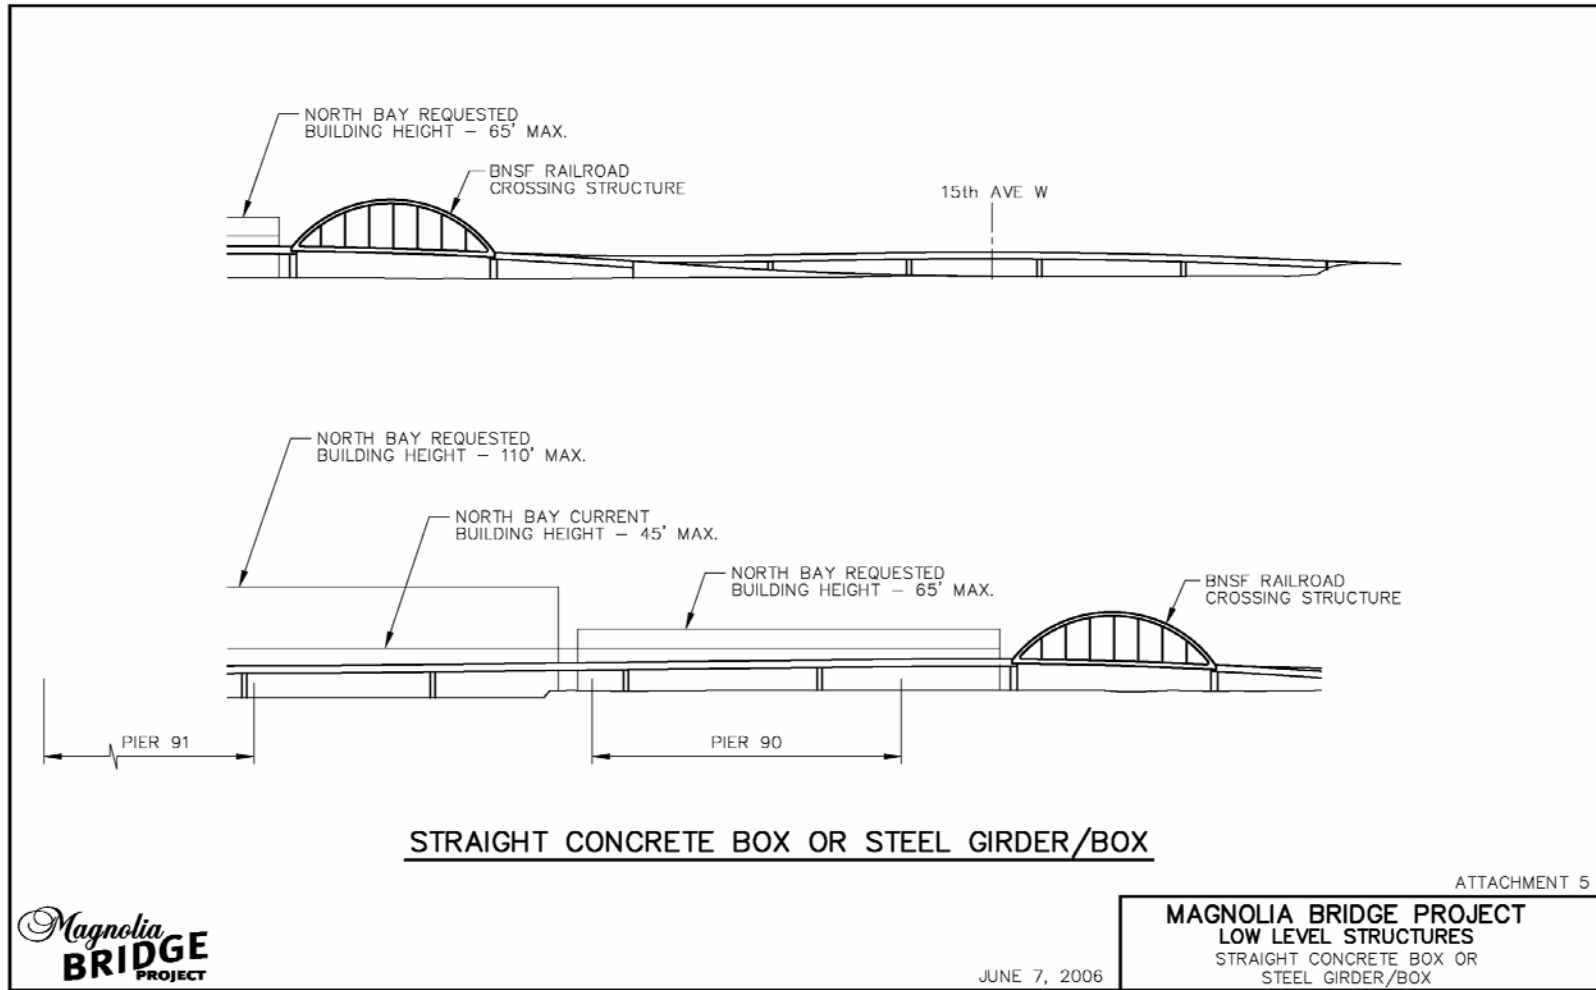 NORTH BAY REQUESTED
BUILDING HEIGHT – 65' MAX.
BNSF RAILROAD
CROSSING STRUCTURE
15th AVE W
NORTH BAY REQUESTED
BUILDING HEIGHT – 110' MAX.
NORTH BAY CURRENT
BUILDING HEIGHT – 45' MAX.
NORTH BAY REQUESTED
BUILDING HEIGHT – 65' MAX.
BNSF RAILROAD
CROSSING STRUCTURE
PIER 91
PIER 90
STRAIGHT CONCRETE BOX OR STEEL GIRDER/BOX
ATTACHMENT 5
Magnolia
BRIDGE
PROJECT
JUNE 7, 2006
MAGNOLIA BRIDGE PROJECT
LOW LEVEL STRUCTURES
STRAIGHT CONCRETE BOX OR
STEEL GIRDER/BOX